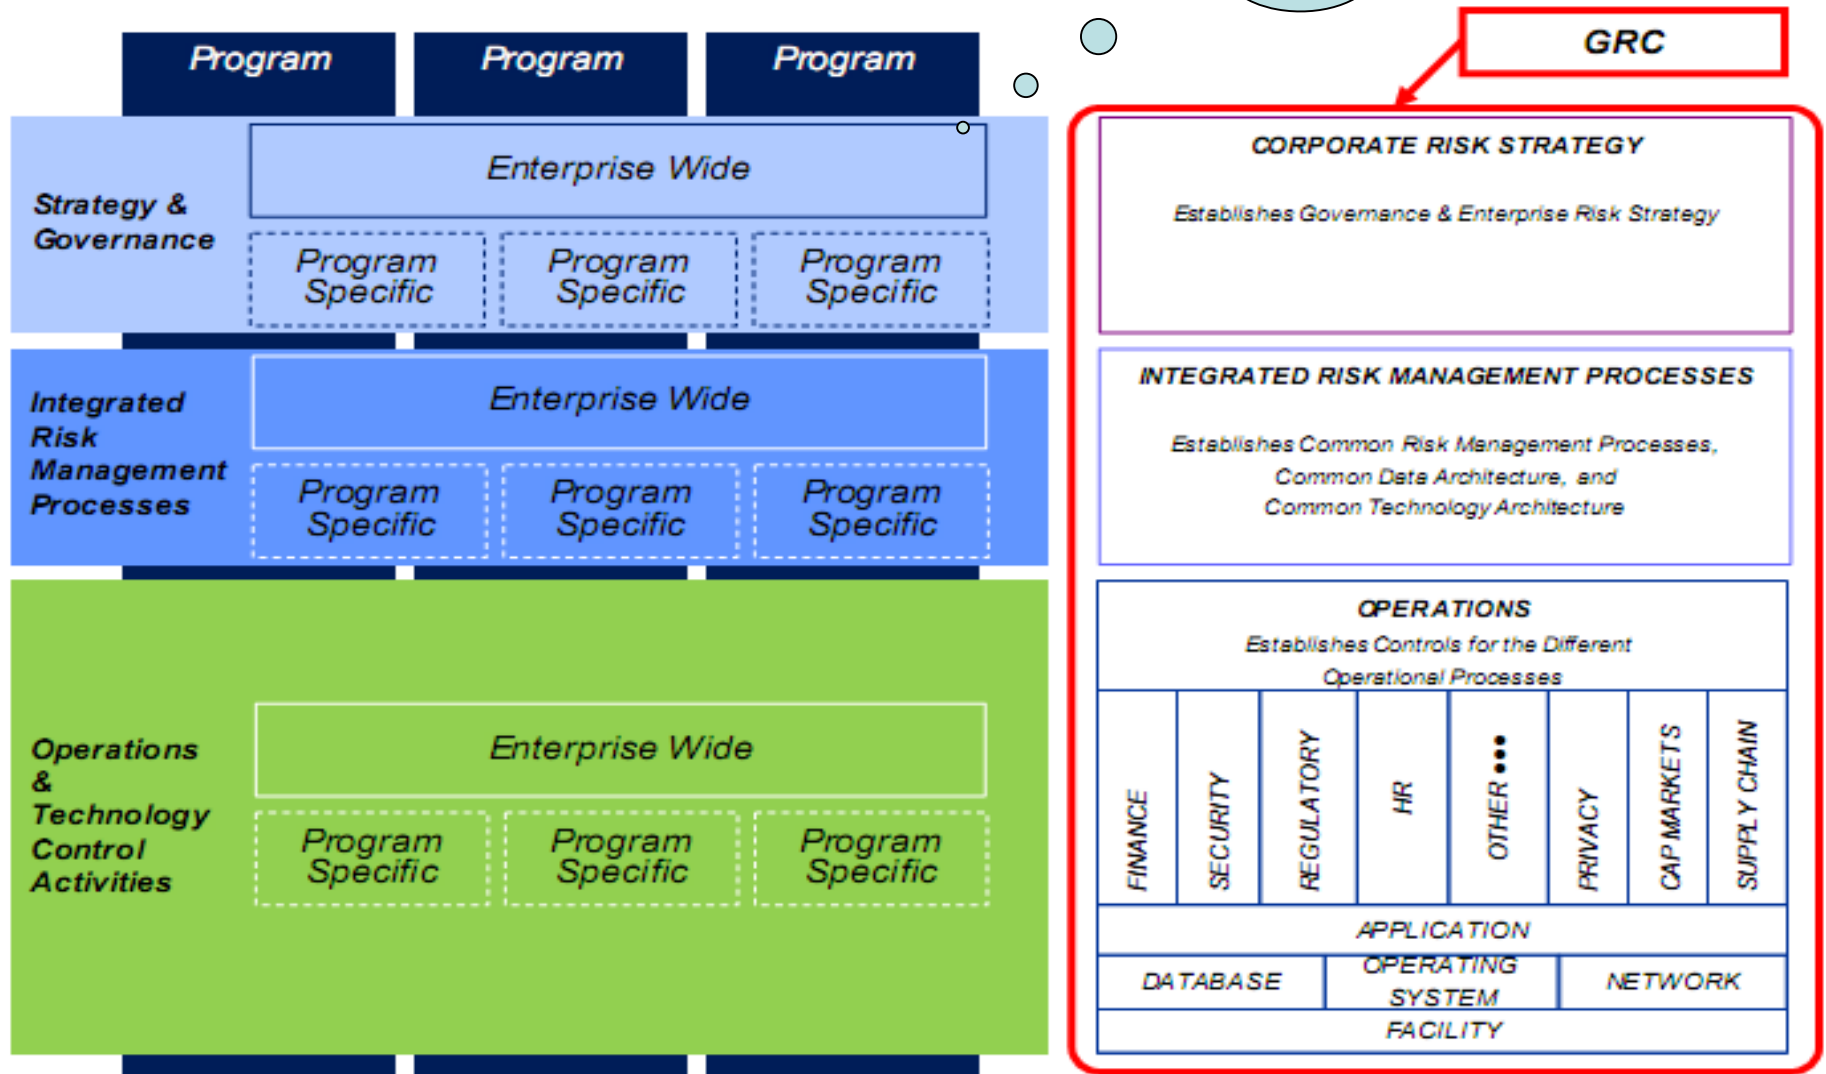 Program
Program
Program
Strategy &
Governance
Enterprise Wide
Program
Specific
Program
Specific
Program
Specific
Integrated
Risk
Management
Processes
Enterprise Wide
Program
Specific
Program
Specific
Program
Specific
Operations
&
Technology
Control
Activities
Enterprise Wide
Program
Specific
Program
Specific
Program
Specific
GRC
CORPORATE RISK STRATEGY
Establishes Governance & Enterprise Risk Strategy
INTEGRATED RISK MANAGEMENT PROCESSES
Establishes Common Risk Management Processes,
Common Data Architecture, and
Common Technology Architecture
OPERATIONS
Establishes Controls for the Different
Operational Processes
FINANCE
SECURITY
REGULATORY
HR
OTHER •••
PRIVACY
CAP MARKETS
SUPPLY CHAIN
APPLICATION
DATABASE
OPERATING
SYSTEM
NETWORK
FACILITY